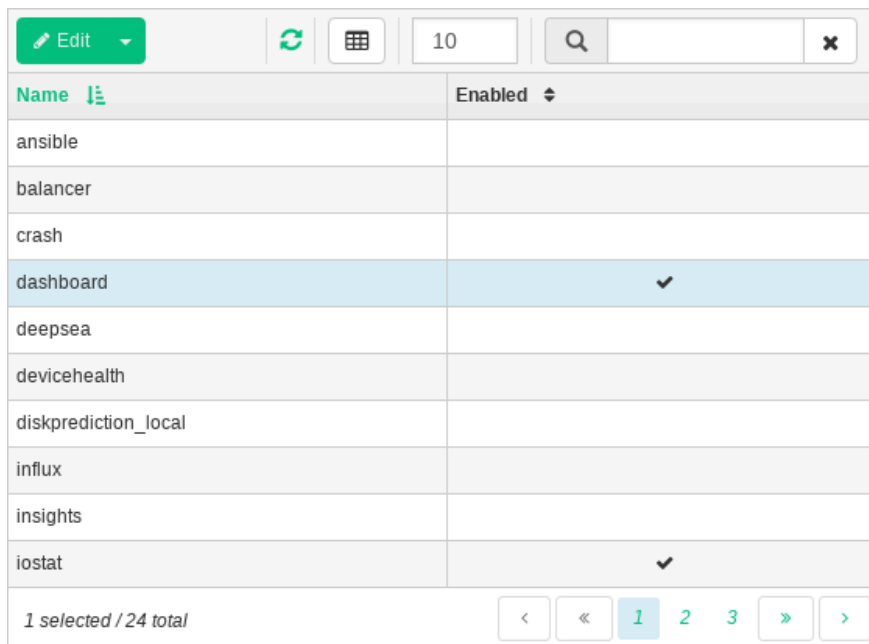 Edit 10
Name Enabled
ansible
balancer
crash
dashboard
deepsea
devicehealth
diskprediction_local
influx
insights
iostat
1 selected / 24 total ‹ « 1 2 3 » ›